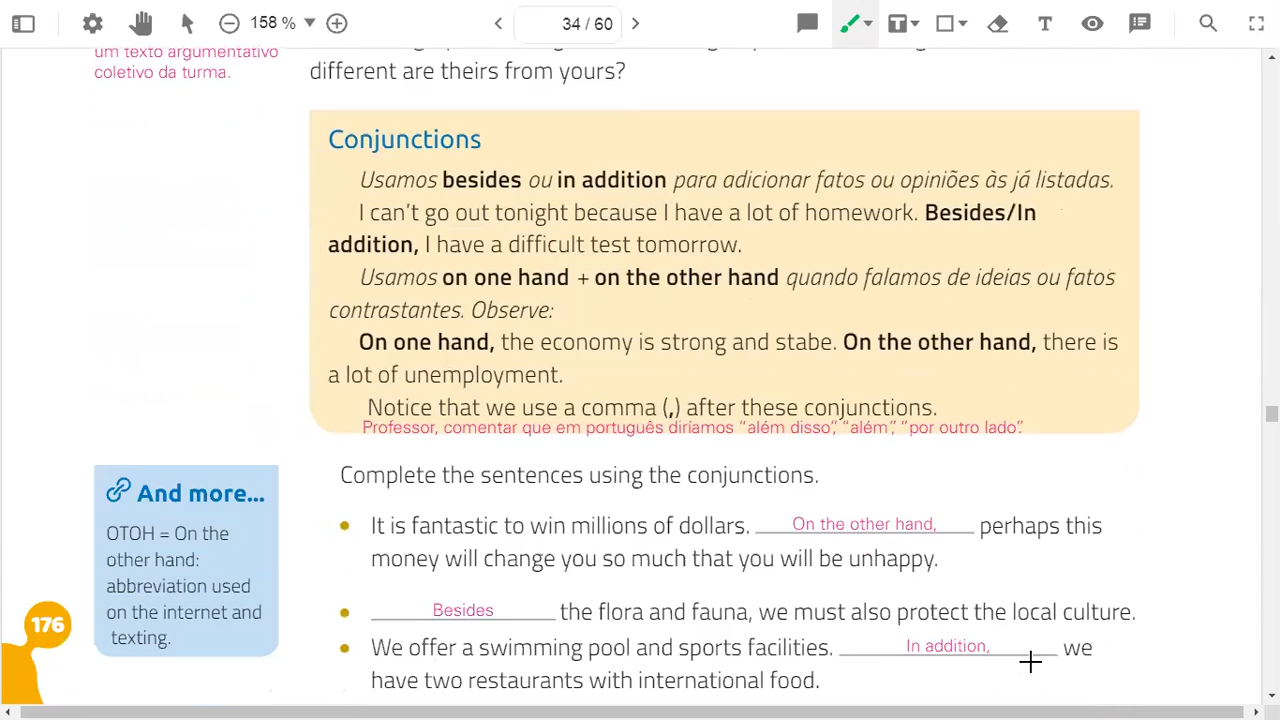 158 %
34 / 60
um texto argumentativo
coletivo da turma.
different are theirs from yours?
Conjunctions
Usamos besides ou in addition para adicionar fatos ou opiniões às já listadas.
I can't go out tonight because I have a lot of homework. Besides/In
addition, I have a difficult test tomorrow.
Usamos on one hand + on the other hand quando falamos de ideias ou fatos
contrastantes. Observe:
On one hand, the economy is strong and stabe. On the other hand, there is
a lot of unemployment.
Notice that we use a comma (,) after these conjunctions.
Professor, comentar que em português diríamos “além disso”, “além”, “por outro lado”.
And more...
OTOH = On the
other hand:
abbreviation used
on the internet and
texting.
176
Complete the sentences using the conjunctions.
It is fantastic to win millions of dollars. On the other hand, perhaps this
money will change you so much that you will be unhappy.
Besides the flora and fauna, we must also protect the local culture.
We offer a swimming pool and sports facilities. In addition, we
have two restaurants with international food.